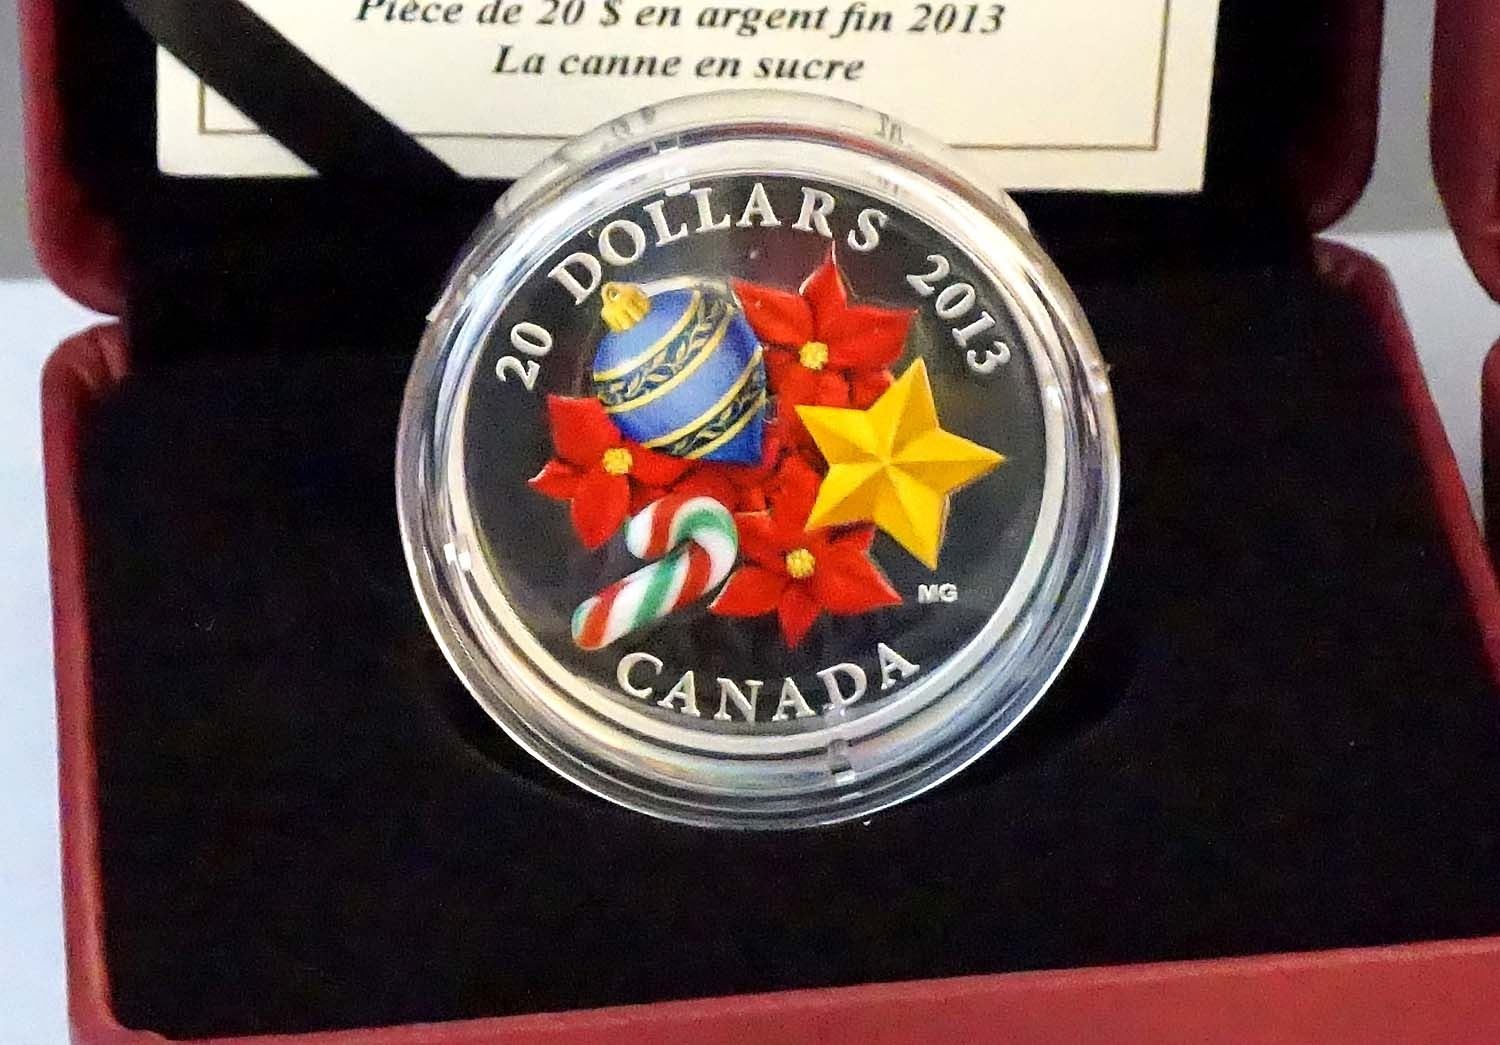 Pièce de 20 $ en argent fin 2013
La canne en sucre
20 DOLLARS 2013
MG
CANADA